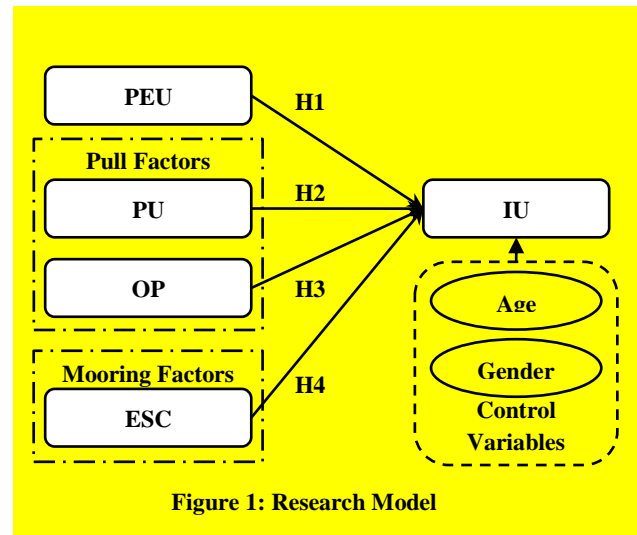 PEU
H1
Pull Factors
PU
H2
IU
OP
H3
Age
Mooring Factors
H4
Gender
ESC
Control
Variables
Figure 1: Research Model